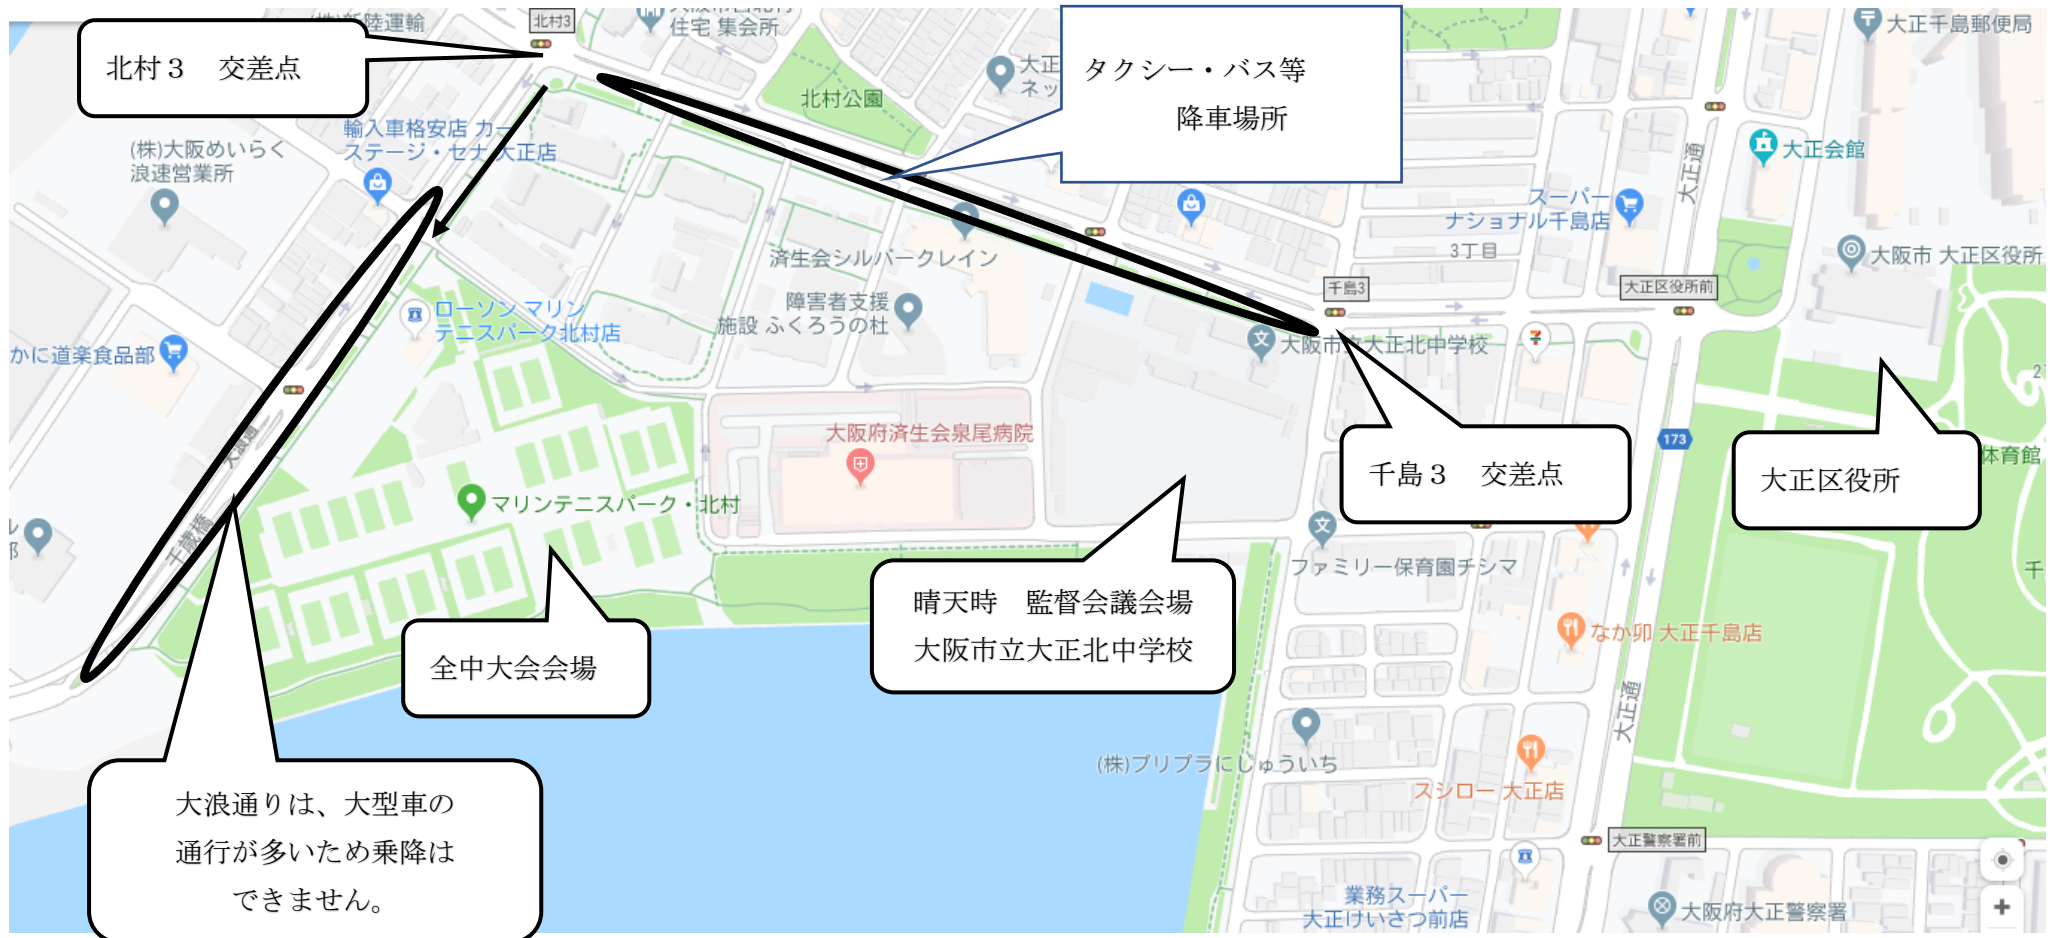 北村3
住宅 集会所
大正千島郵便局
北村３　交差点
タクシー・バス等
降車場所
大正
ネッ
北村公園
輸入車格安店 カー
ステージ・セナ 大正店
(株)大阪めいらく
浪速営業所
大正会館
大正通
スーパー
ナショナル千島店
3丁目
大阪市 大正区役所
済生会シルバークレイン
千島3
大正区役所前
障害者支援
施設 ふくろうの杜
ローソン マリン
テニスパーク北村店
かに道楽食品部
大阪市立大正北中学校
大阪府済生会泉尾病院
173
体育館
千島３　交差点
大正区役所
大浪通
マリンテニスパーク・北村
千歳橋
ファミリー保育園チシマ
千
晴天時　監督会議会場
大阪市立大正北中学校
なか卯 大正千島店
全中大会会場
大正通
(株)プリプラにじゅういち
スシロー 大正店
大浪通りは、大型車の
通行が多いため乗降は
できません。
大正警察署前
業務スーパー
大正けいさつ前店
大阪府大正警察署